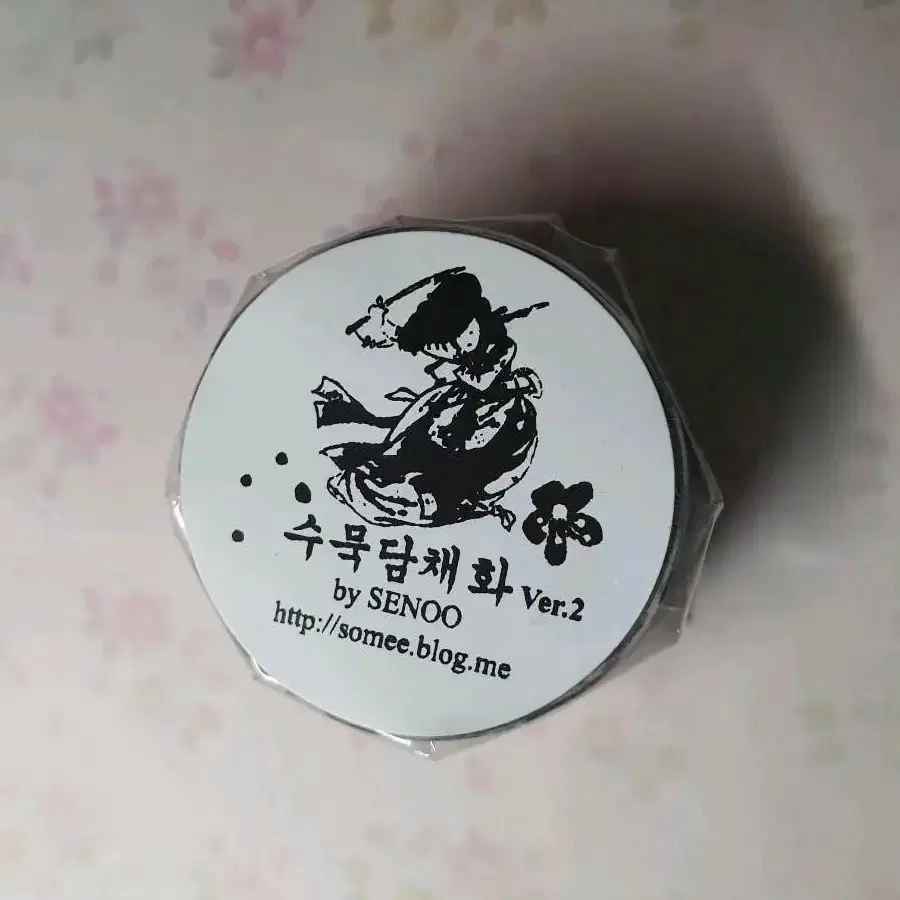 수묵담채화 Ver.2
by SENOO
http://somee.blog.me